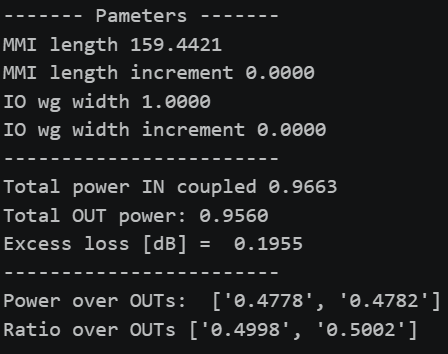 ------- Pameters -------
MMI length 159.4421
MMI length increment 0.0000
IO wg width 1.0000
IO wg width increment 0.0000
------------------------
Total power IN coupled 0.9663
Total OUT power: 0.9560
Excess loss [dB] =  0.1955
------------------------
Power over OUTs:  ['0.4778', '0.4782']
Ratio over OUTs ['0.4998', '0.5002']